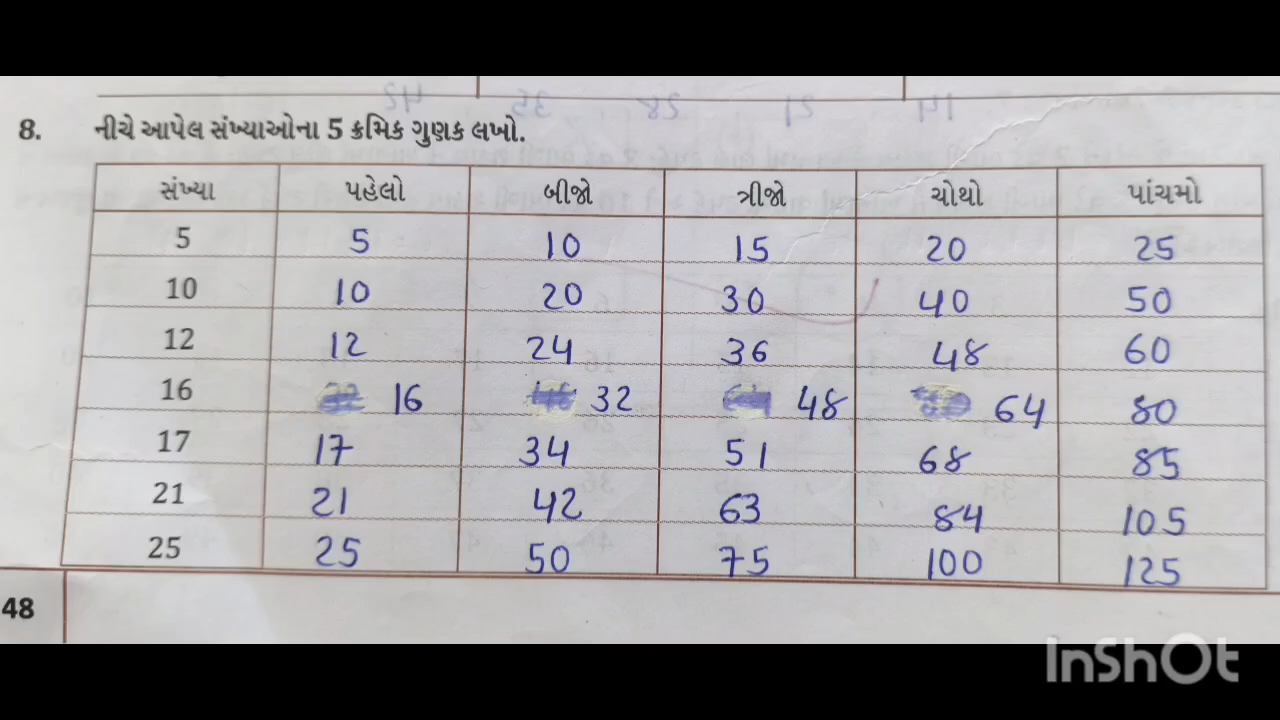 8. નીચે આપેલ સંખ્યાઓના 5 ક્રમિક ગુણક લખો.
સંખ્યા પહેલો બીજો ત્રીજો ચોથો પાંચમો
5 5 10 15 20 25
10 10 20 30 40 50
12 12 24 36 48 60
16 16 32 48 64 80
17 17 34 51 68 85
21 21 42 63 84 105
25 25 50 75 100 125
48
InShOt